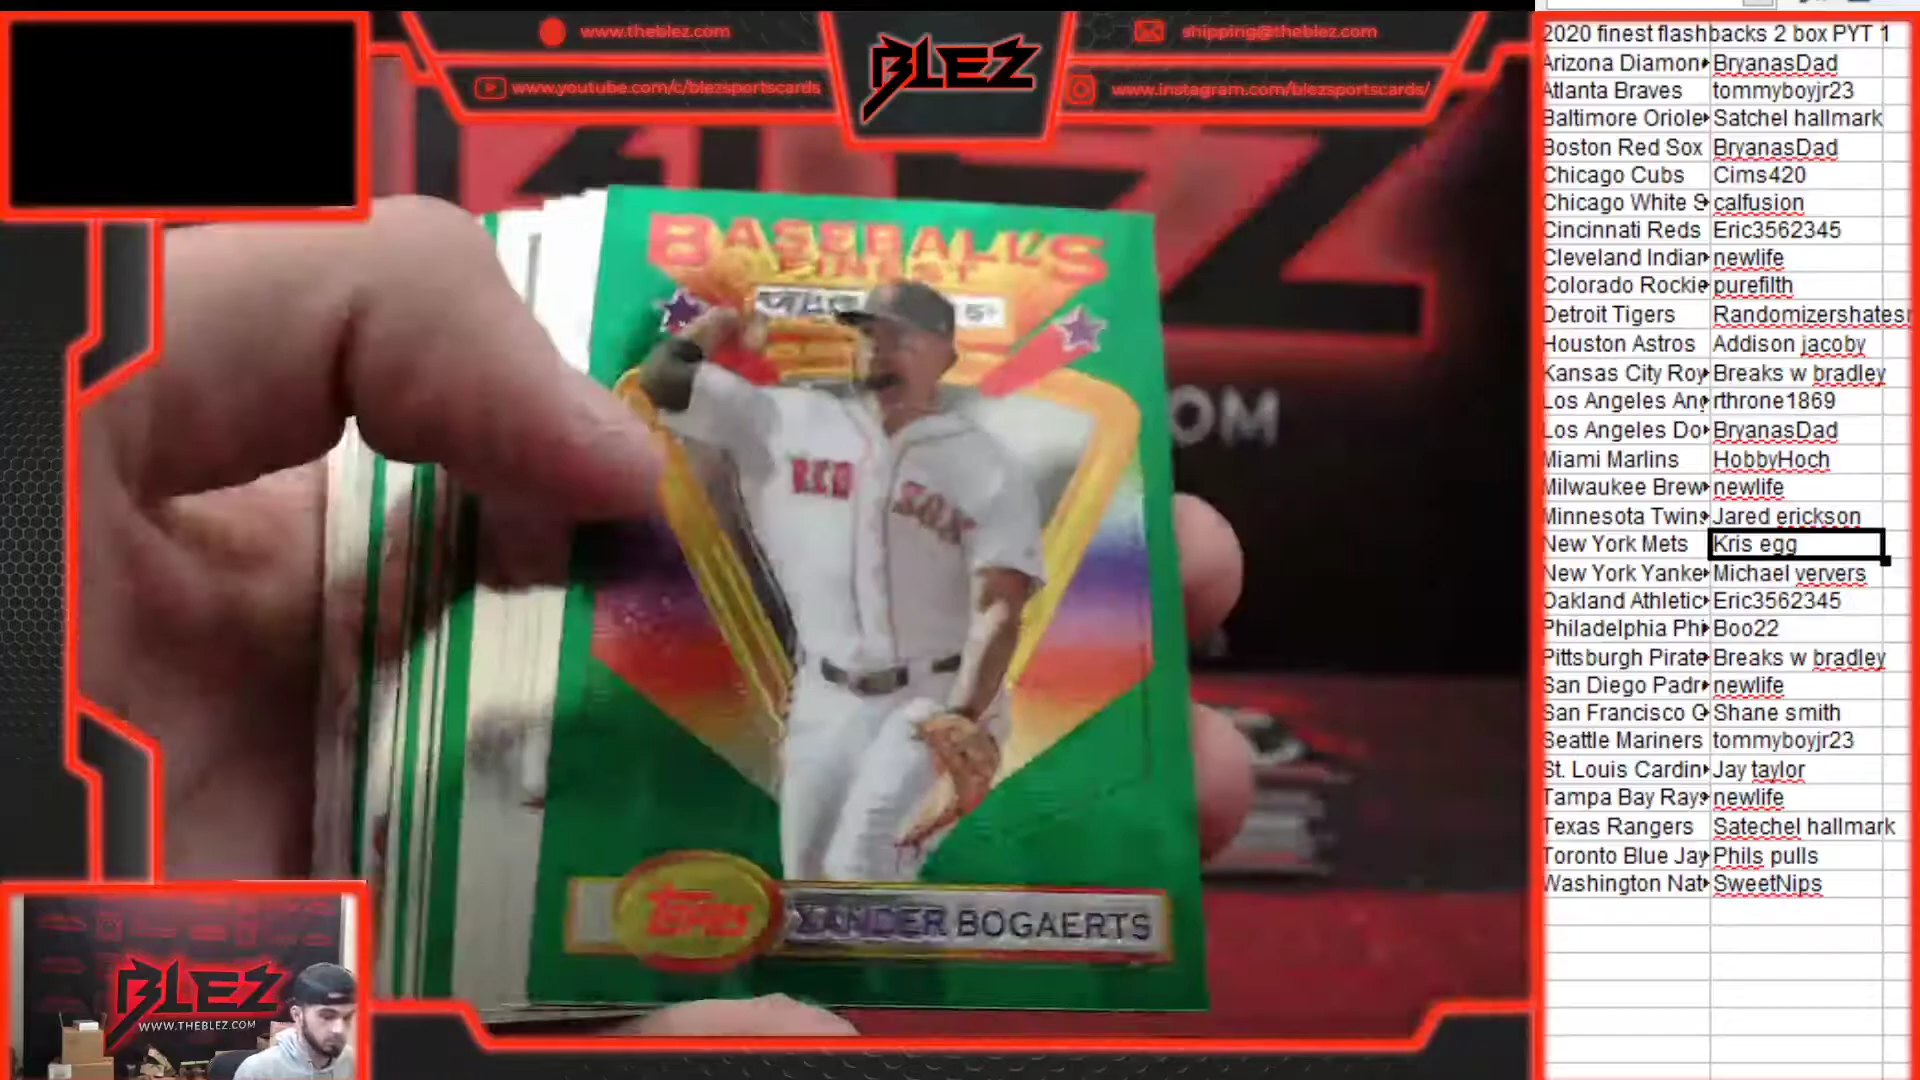 www.theblez.com
www.youtube.com/c/blezsportscards
BLEZ
shipping@theblez.com
www.instagram.com/blezsportscards/
BASEBALL'S
FINEST
RED SOX
TOPPS
XANDER BOGAERTS
OM
BLEZ
WWW.THEBLEZ.COM
2020 finest flashbacks 2 box PYT 1
Arizona Diamon BryanasDad
Atlanta Braves tommyboyjr23
Baltimore Oriole Satchel hallmark
Boston Red Sox BryanasDad
Chicago Cubs Cims420
Chicago White S calfusion
Cincinnati Reds Eric3562345
Cleveland Indian newlife
Colorado Rockie purefilth
Detroit Tigers Randomizershatesm
Houston Astros Addison jacoby
Kansas City Roy Breaks w bradley
Los Angeles Ang rthrone1869
Los Angeles Do BryanasDad
Miami Marlins HobbyHoch
Milwaukee Brew newlife
Minnesota Twins Jared erickson
New York Mets Kris egg
New York Yanke Michael ververs
Oakland Athletic Eric3562345
Philadelphia Phi Boo22
Pittsburgh Pirate Breaks w bradley
San Diego Padr newlife
San Francisco G Shane smith
Seattle Mariners tommyboyjr23
St. Louis Cardin Jay taylor
Tampa Bay Rays newlife
Texas Rangers Satechel hallmark
Toronto Blue Jay Phils pulls
Washington Nat SweetNips